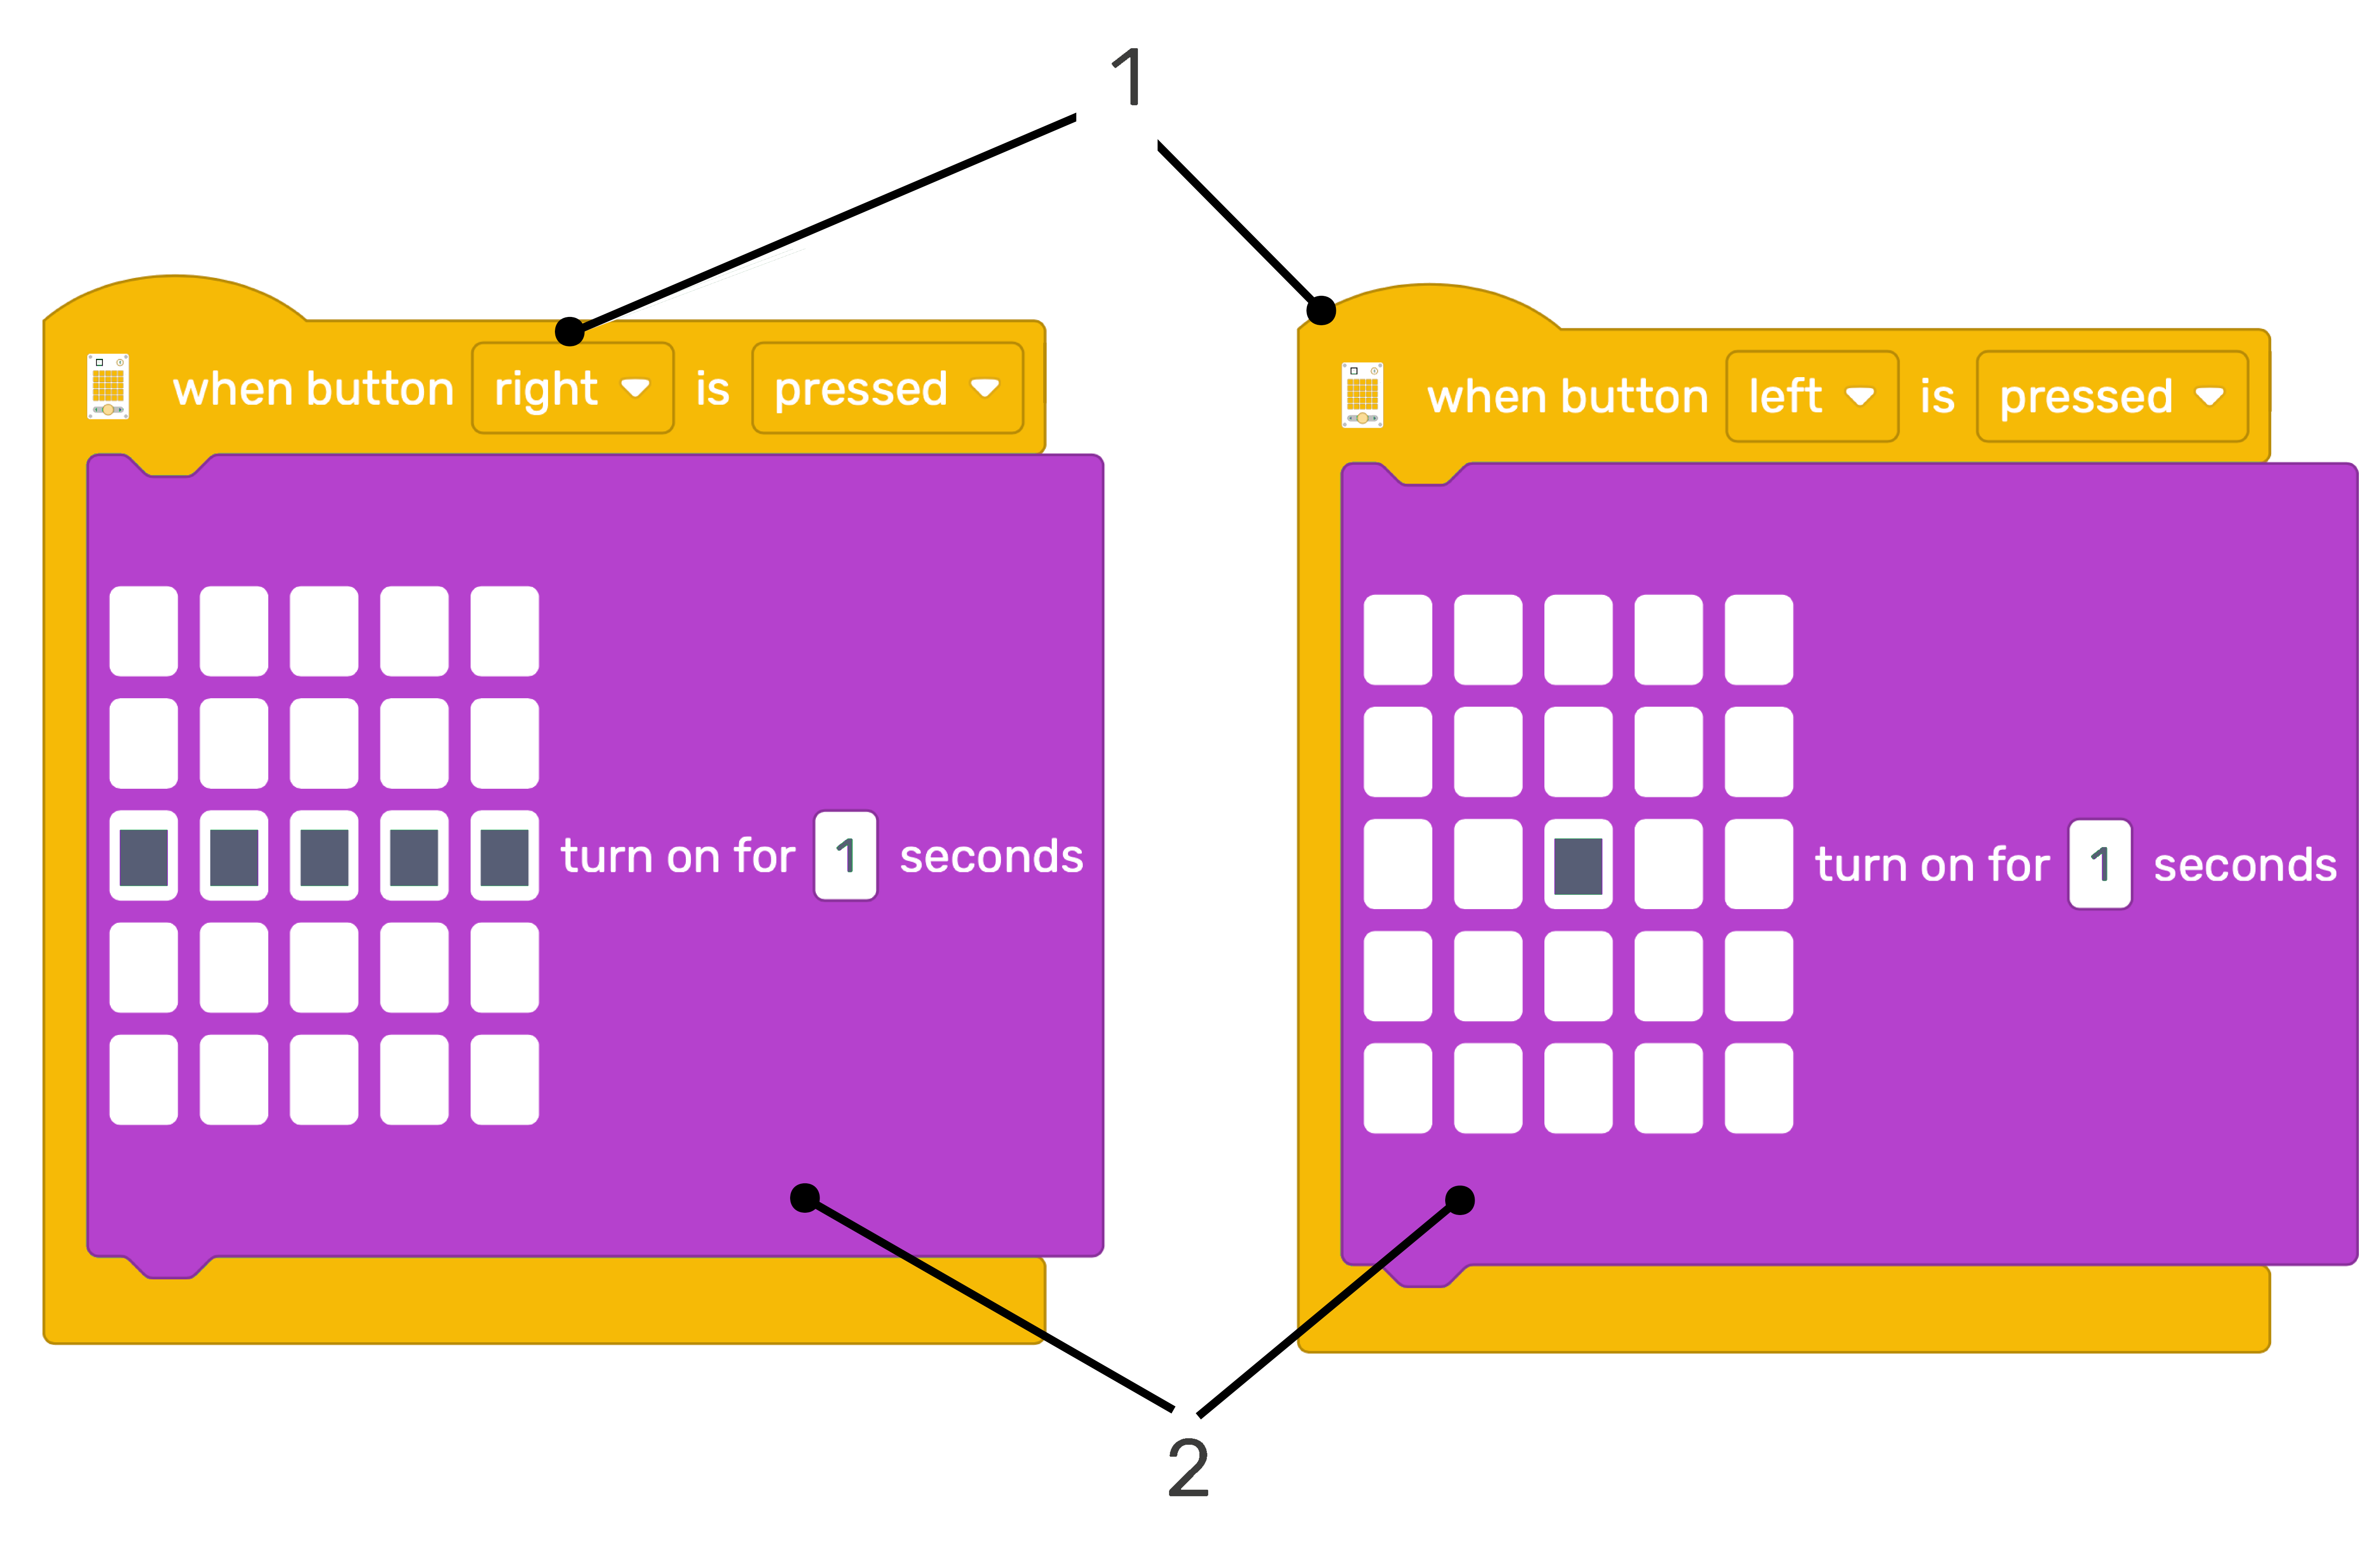 1
when button right is pressed
when button left is pressed
turn on for 1 seconds
turn on for 1 seconds
2